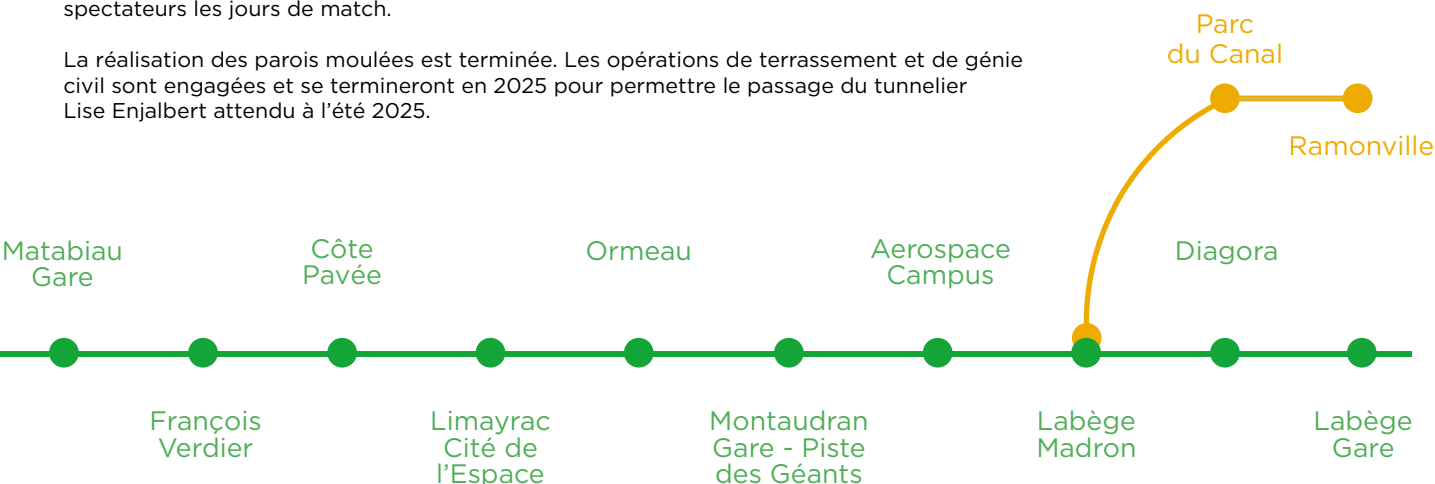 spectateurs les jours de match.
La réalisation des parois moulées est terminée. Les opérations de terrassement et de génie
civil sont engagées et se termineront en 2025 pour permettre le passage du tunnelier
Lise Enjalbert attendu à l’été 2025.
Parc
du Canal
Ramonville
Matabiau
Gare
Côte
Pavée
Ormeau
Aerospace
Campus
Diagora
François
Verdier
Limayrac
Cité de
l’Espace
Montaudran
Gare - Piste
des Géants
Labège
Madron
Labège
Gare